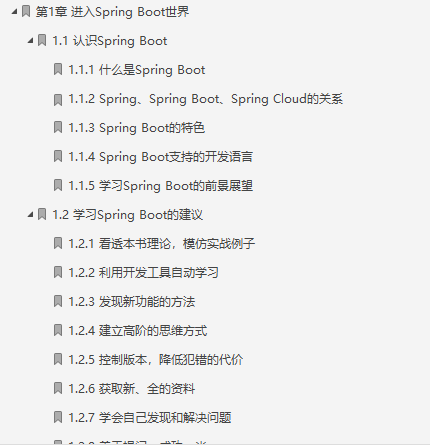 第1章 进入Spring Boot世界
1.1 认识Spring Boot
1.1.1 什么是Spring Boot
1.1.2 Spring、Spring Boot、Spring Cloud的关系
1.1.3 Spring Boot的特色
1.1.4 Spring Boot支持的开发语言
1.1.5 学习Spring Boot的前景展望
1.2 学习Spring Boot的建议
1.2.1 看透本书理论，模仿实战例子
1.2.2 利用开发工具自动学习
1.2.3 发现新功能的方法
1.2.4 建立高阶的思维方式
1.2.5 控制版本，降低犯错的代价
1.2.6 获取新、全的资料
1.2.7 学会自己发现和解决问题